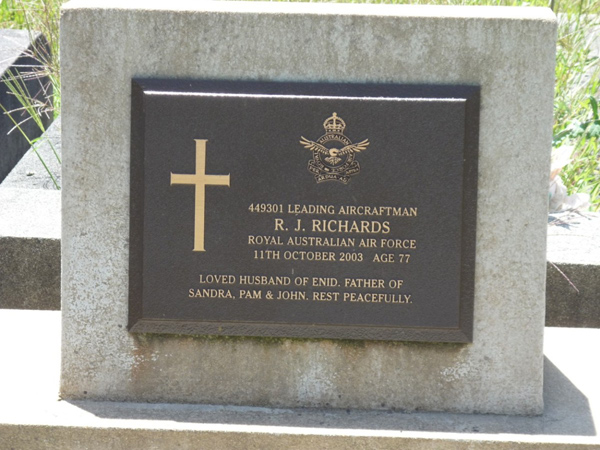 AUSTRALIAN
449301 LEADING AIRCRAFTMAN
R. J. RICHARDS
ROYAL AUSTRALIAN AIR FORCE
11TH OCTOBER 2003 AGE 77
LOVED HUSBAND OF ENID. FATHER OF
SANDRA, PAM & JOHN. REST PEACEFULLY.